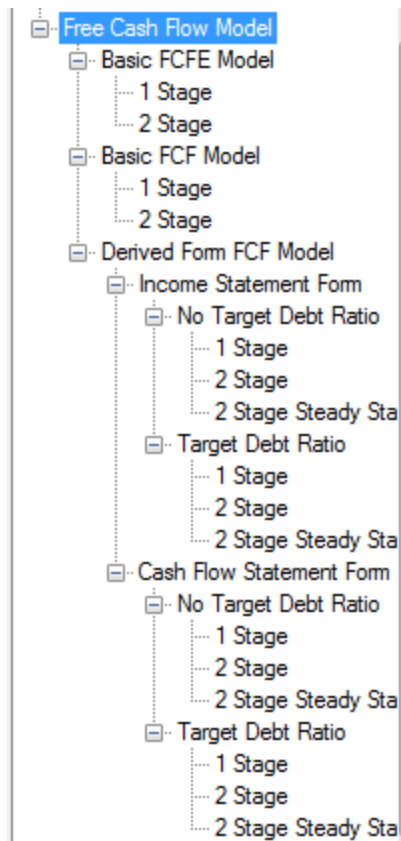 Free Cash Flow Model
Basic FCFE Model
1 Stage
2 Stage
Basic FCF Model
1 Stage
2 Stage
Derived Form FCF Model
Income Statement Form
No Target Debt Ratio
1 Stage
2 Stage
2 Stage Steady Sta
Target Debt Ratio
1 Stage
2 Stage
2 Stage Steady Sta
Cash Flow Statement Form
No Target Debt Ratio
1 Stage
2 Stage
2 Stage Steady Sta
Target Debt Ratio
1 Stage
2 Stage
2 Stage Steady Sta